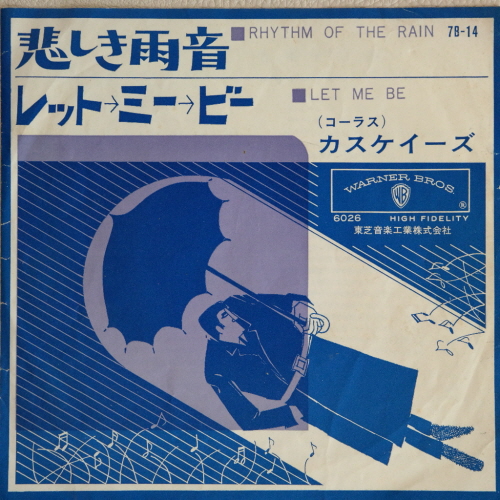 悲しき雨音 ■RHYTHM OF THE RAIN 78-14
レット→ミー→ビー ■LET ME BE
(コーラス)
カスケイーズ
WARNER BROS.
WB
®
6026 HIGH FIDELITY
東芝音楽工業株式会社